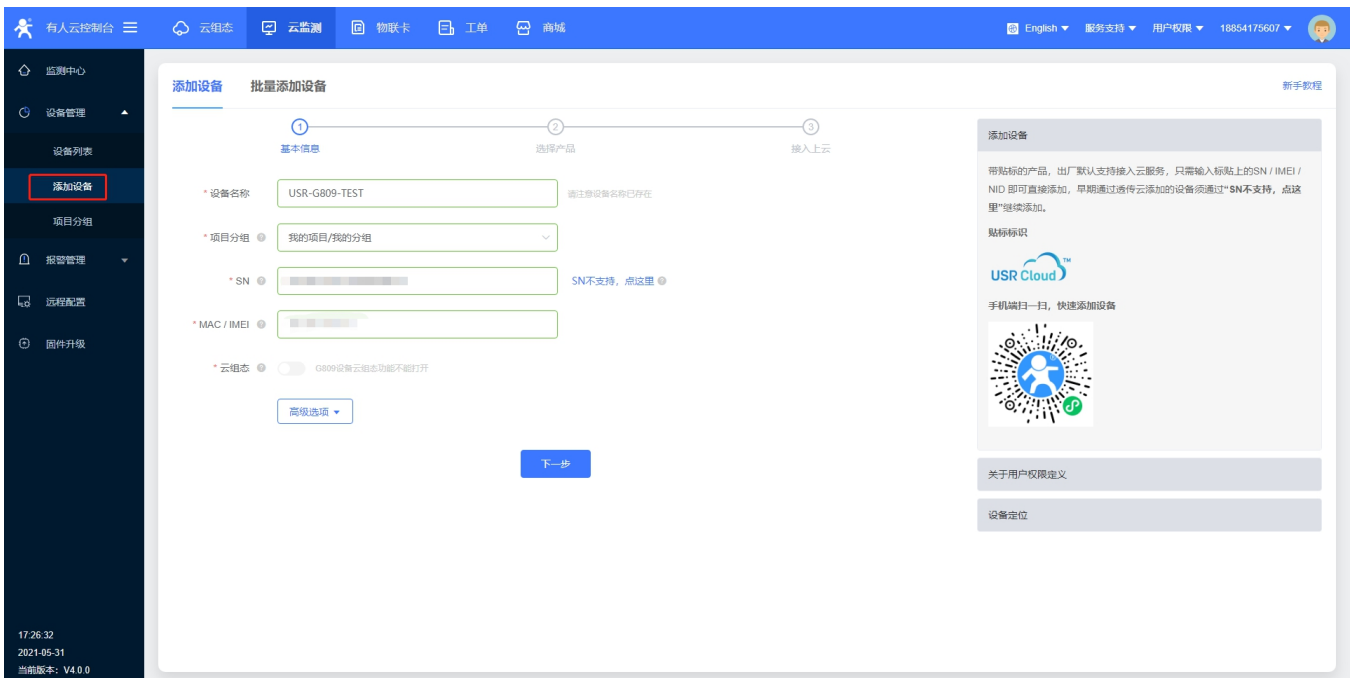 有人云控制台
云组态
云监测
物联卡
工单
商城
English
服务支持
用户权限
18854175607
监测中心
设备管理
设备列表
添加设备
项目分组
报警管理
远程配置
固件升级
17:26:32
2021-05-31
当前版本：V4.0.0
添加设备
批量添加设备
新手教程
1
2
3
基本信息
选择产品
接入上云
* 设备名称
USR-G809-TEST
请注意设备名称已存在
* 项目分组
我的项目/我的分组
* SN
SN不支持，点这里
* MAC / IMEI
* 云组态
G809设备云组态功能不能打开
高级选项
下一步
添加设备
带贴标的产品，出厂默认支持接入云服务，只需输入标贴上的SN / IMEI /
NID 即可直接添加，早期通过透传云添加的设备须通过“SN不支持，点这
里”继续添加。
贴标标识
USR Cloud TM
手机端扫一扫，快速添加设备
关于用户权限定义
设备定位